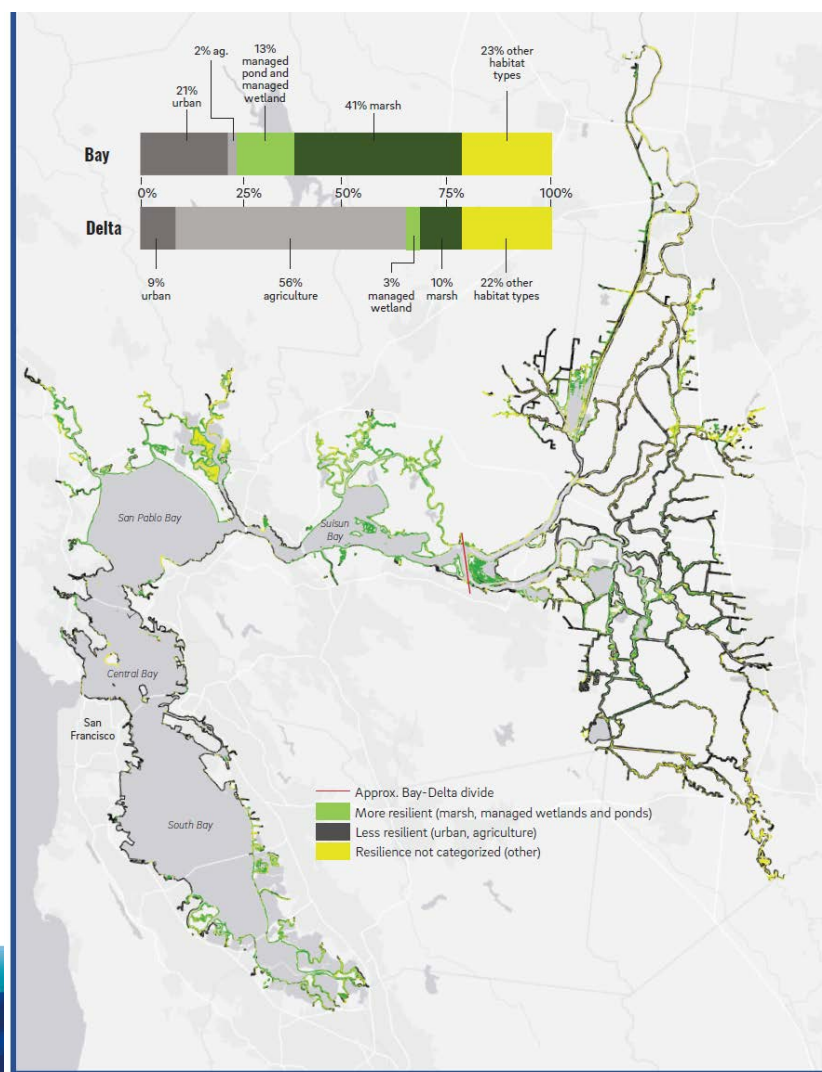 2% ag.
13%
managed
pond and
managed
wetland
23% other
habitat
types
21%
urban
41% marsh
Bay
0%
25%
50%
75%
100%
Delta
9%
urban
56%
agriculture
3%
managed
wetland
10%
marsh
22% other
habitat types
San Pablo Bay
Suisun
Bay
Central Bay
San
Francisco
South Bay
Approx. Bay-Delta divide
More resilient (marsh, managed wetlands and ponds)
Less resilient (urban, agriculture)
Resilience not categorized (other)